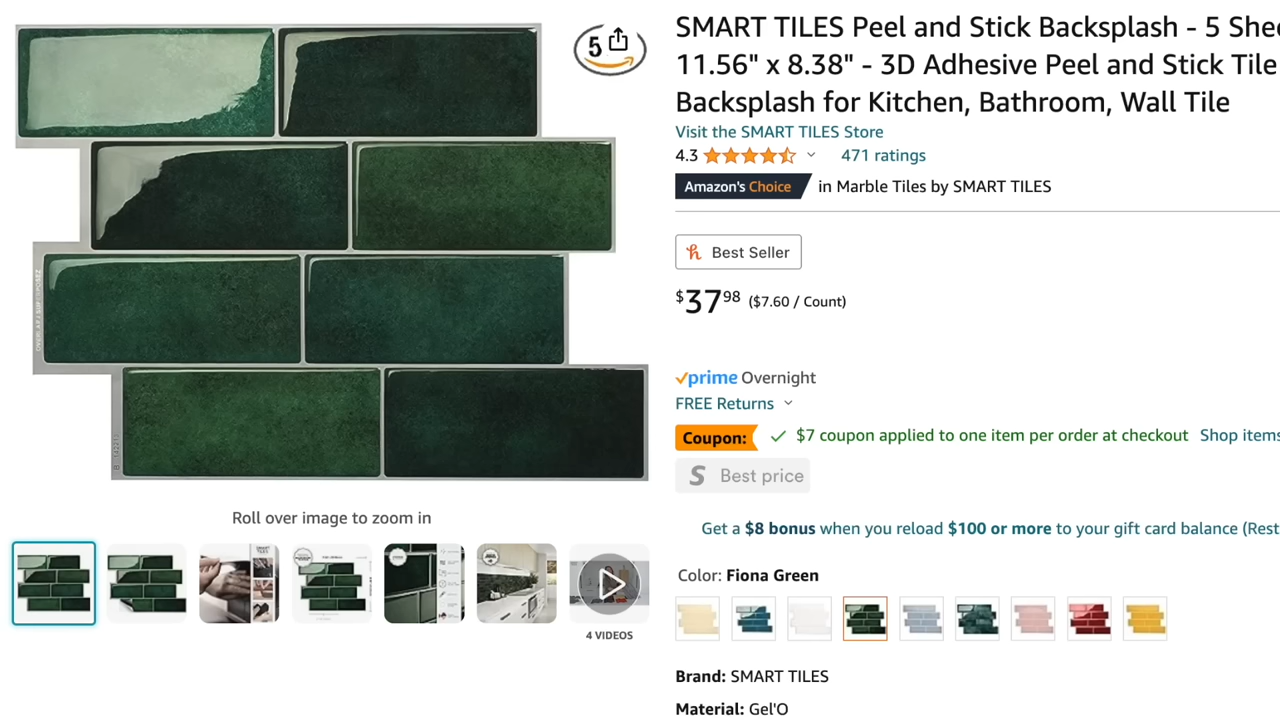 5
SMART TILES Peel and Stick Backsplash - 5 Shee
11.56" x 8.38" - 3D Adhesive Peel and Stick Tile
Backsplash for Kitchen, Bathroom, Wall Tile
Visit the SMART TILES Store
4.3 471 ratings
Amazon's Choice in Marble Tiles by SMART TILES
Best Seller
$37.98 ($7.60 / Count)
prime Overnight
FREE Returns
Coupon: $7 coupon applied to one item per order at checkout Shop items
S Best price
Get a $8 bonus when you reload $100 or more to your gift card balance (Rest
Color: Fiona Green
Brand: SMART TILES
Material: Gel'O
OVERLAP / SUPERPOSEZ
Roll over image to zoom in
4 VIDEOS